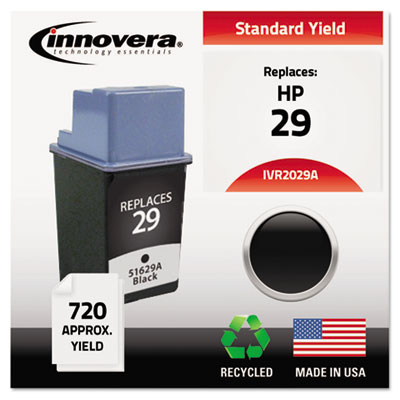 innovera®
technology essentials
Standard Yield
Replaces:
HP
29
IVR2029A
REPLACES
29
51629A
Black
720
APPROX.
YIELD
RECYCLED
MADE IN USA